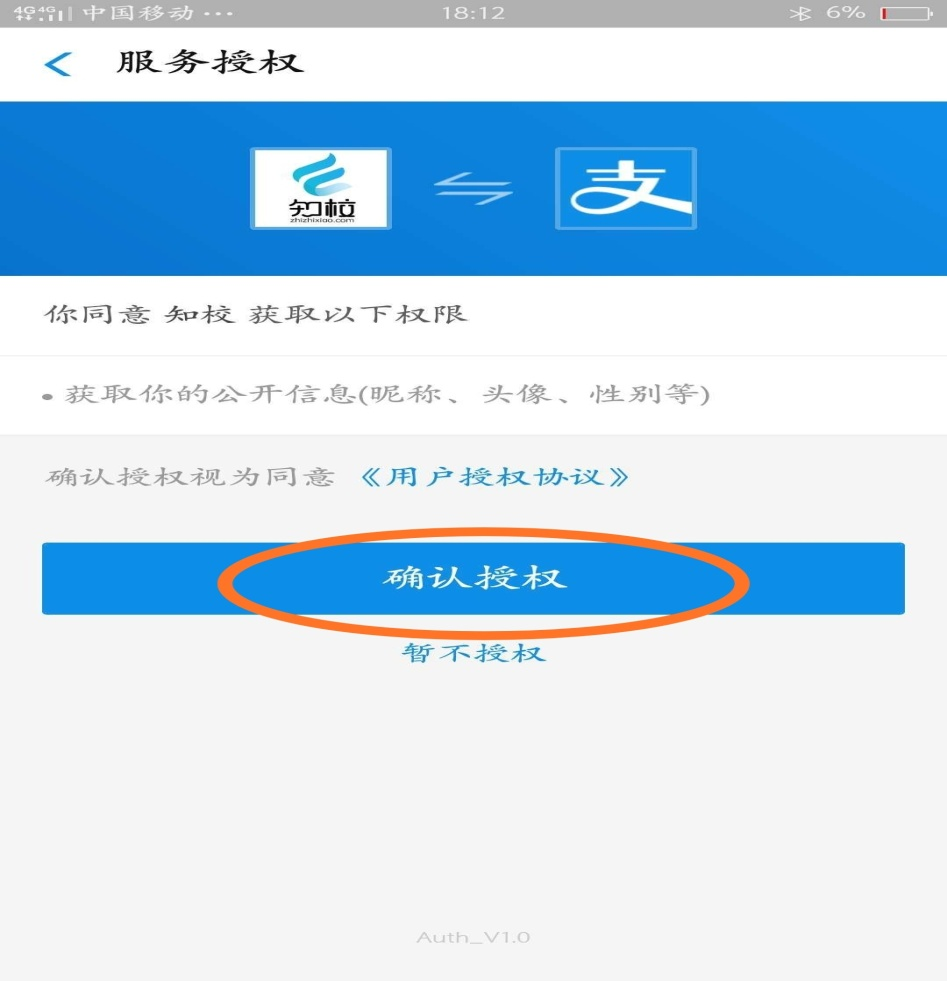 4G 4G 中国移动 ··· 18:12 6%
服务授权
知校 支
zhizhixiao.com
你同意 知校 获取以下权限
• 获取你的公开信息(昵称、头像、性别等)
确认授权视为同意 《用户授权协议》
确认授权
暂不授权
Auth_V1.0